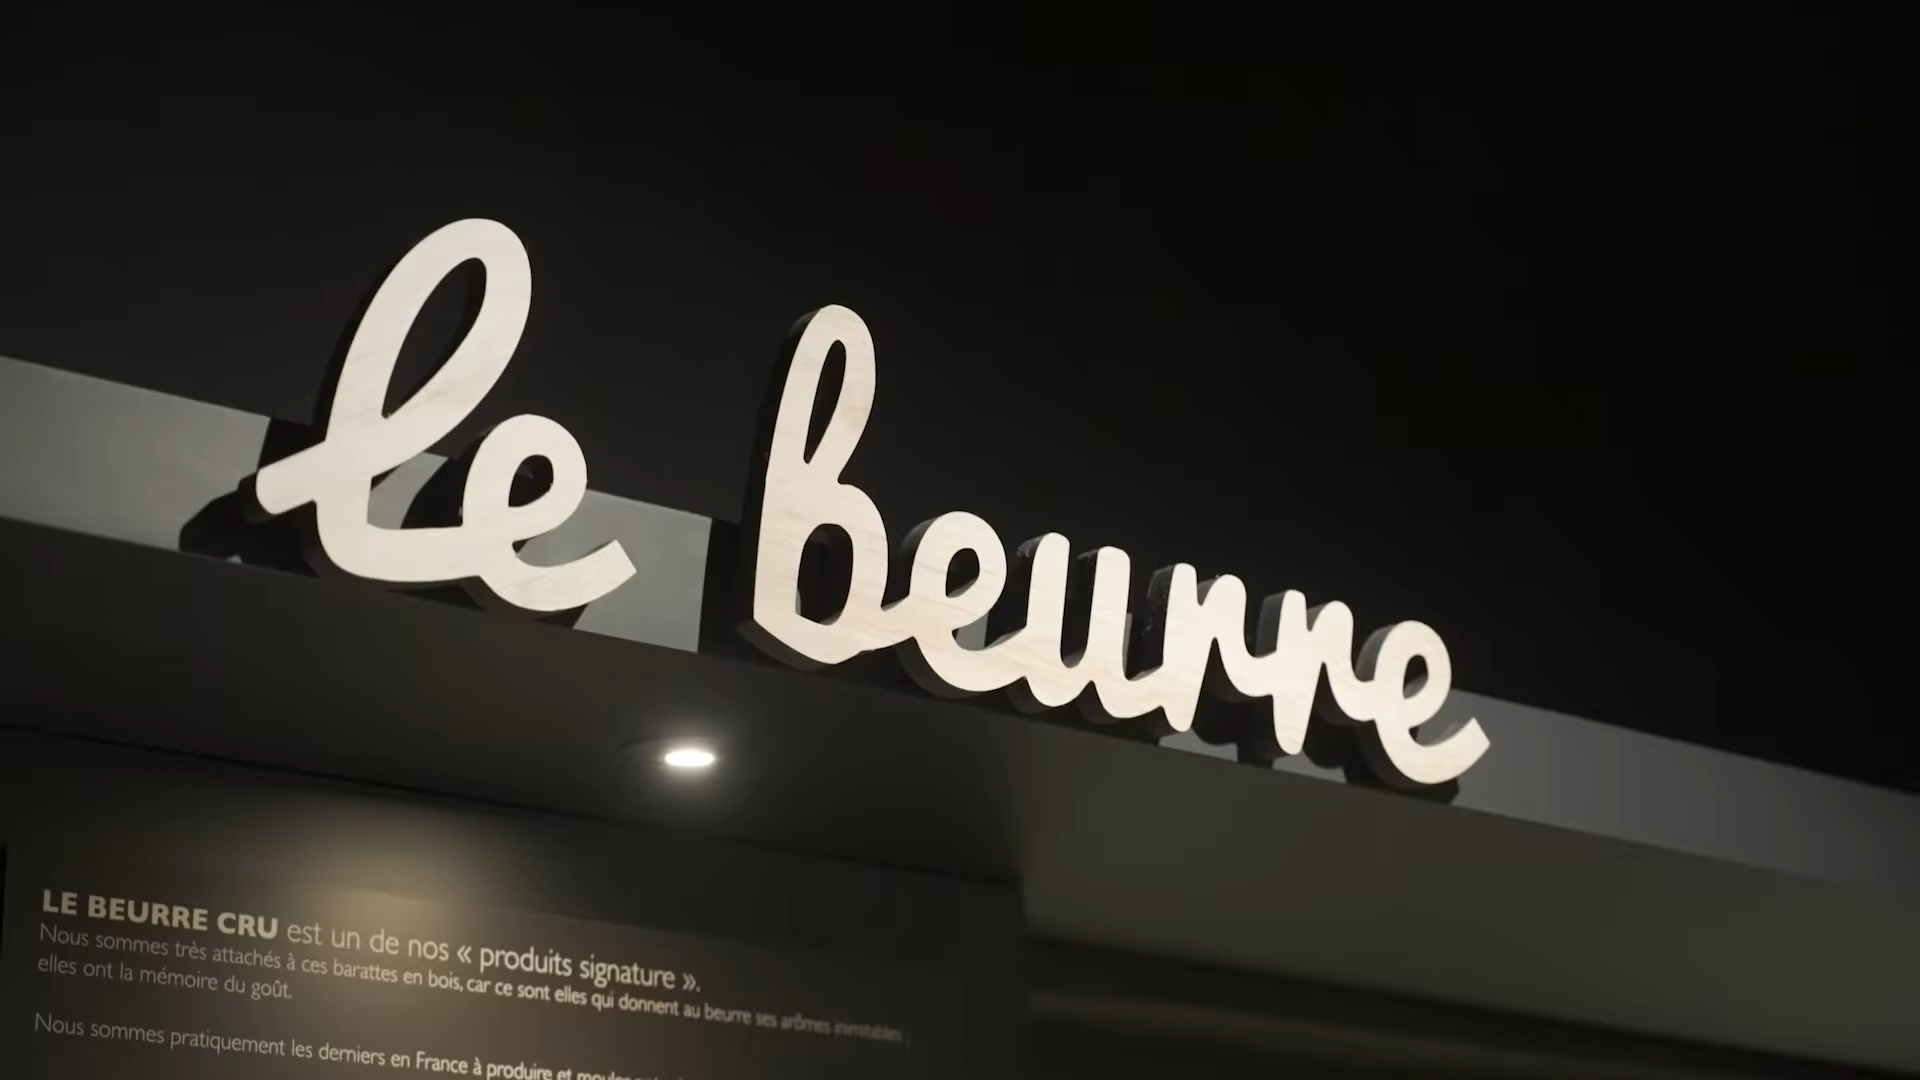 le beurre
LE BEURRE CRU est un de nos « produits signature ».
Nous sommes très attachés à ces barattes en bois, car ce sont elles qui donnent au beurre ses arômes inimitables ;
elles ont la mémoire du goût.
Nous sommes pratiquement les derniers en France à produire et